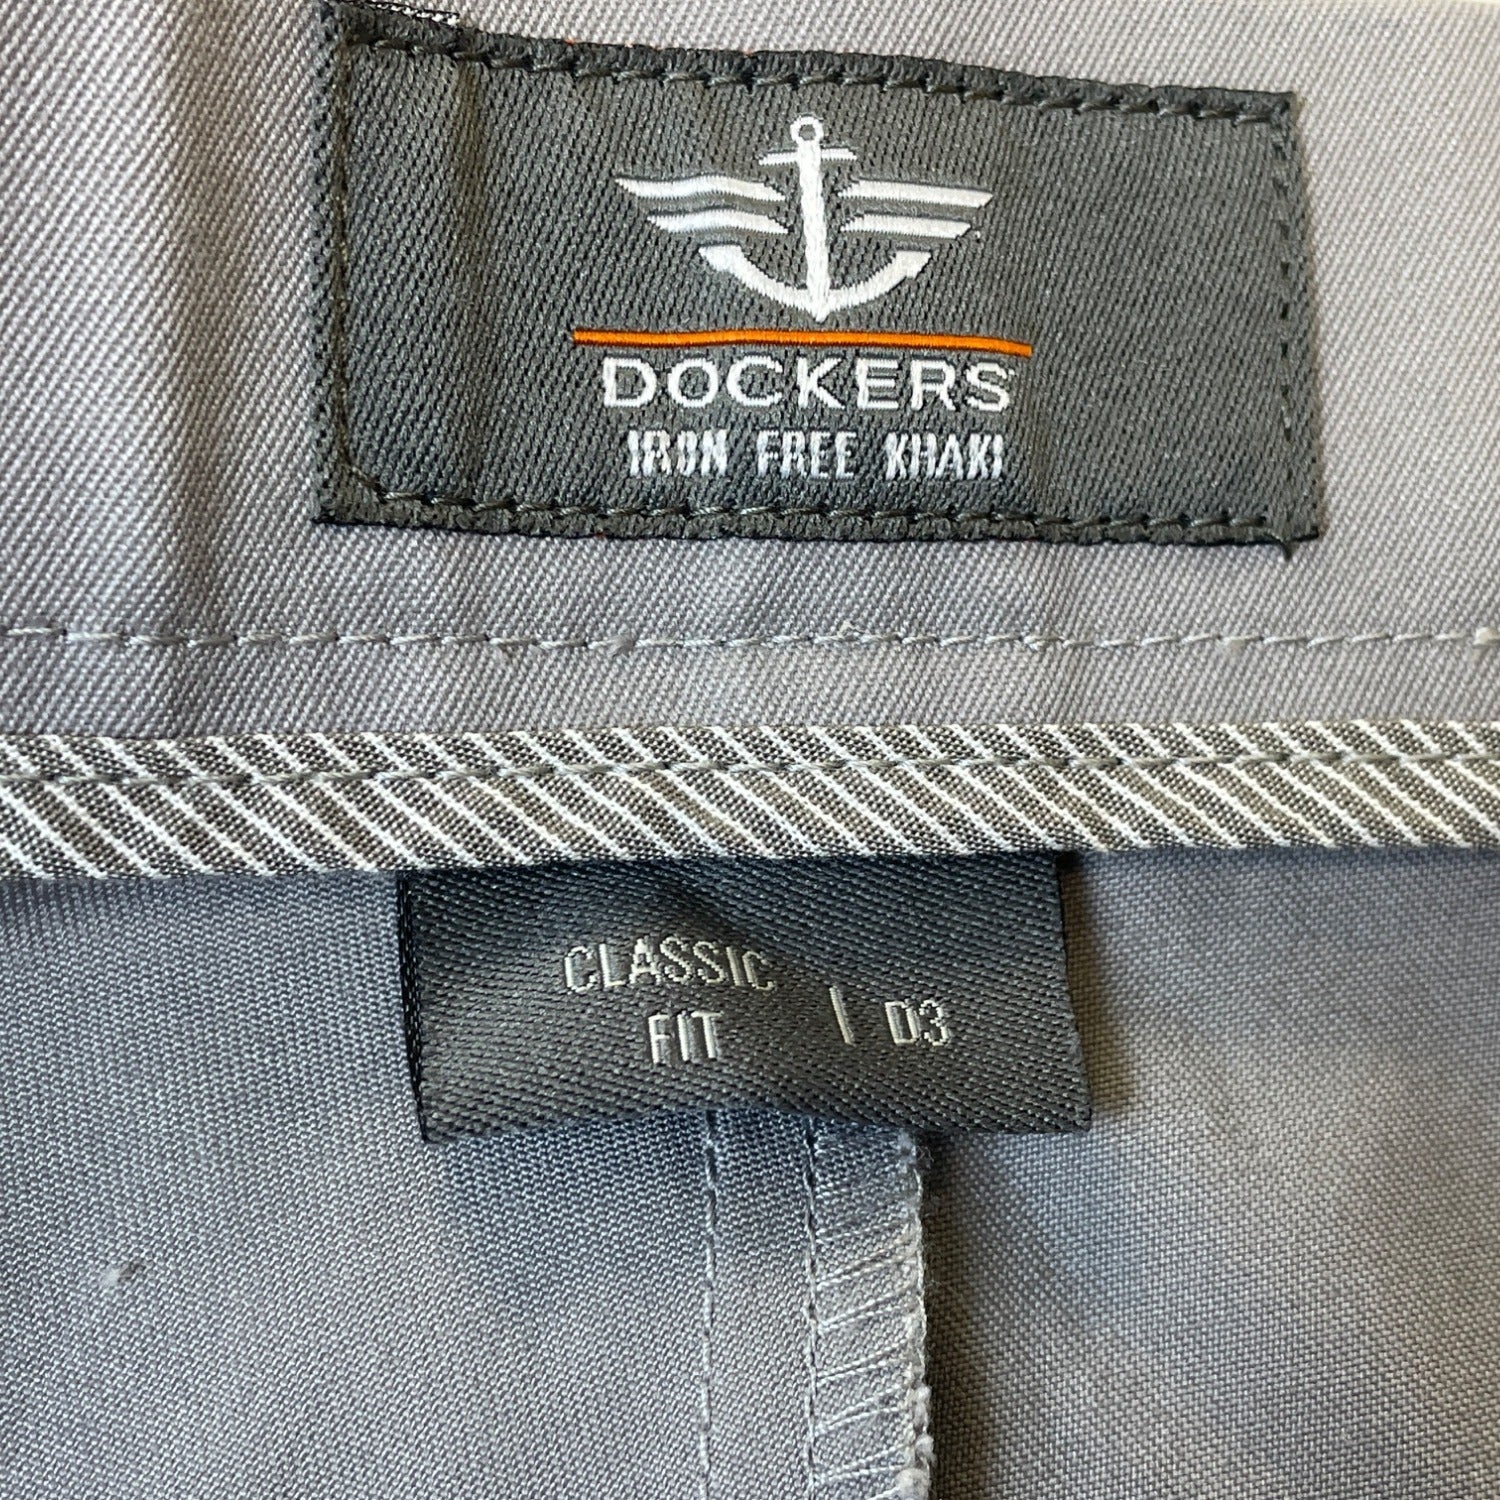 DOCKERS
IRON FREE KHAKI
CLASSIC
FIT | D3